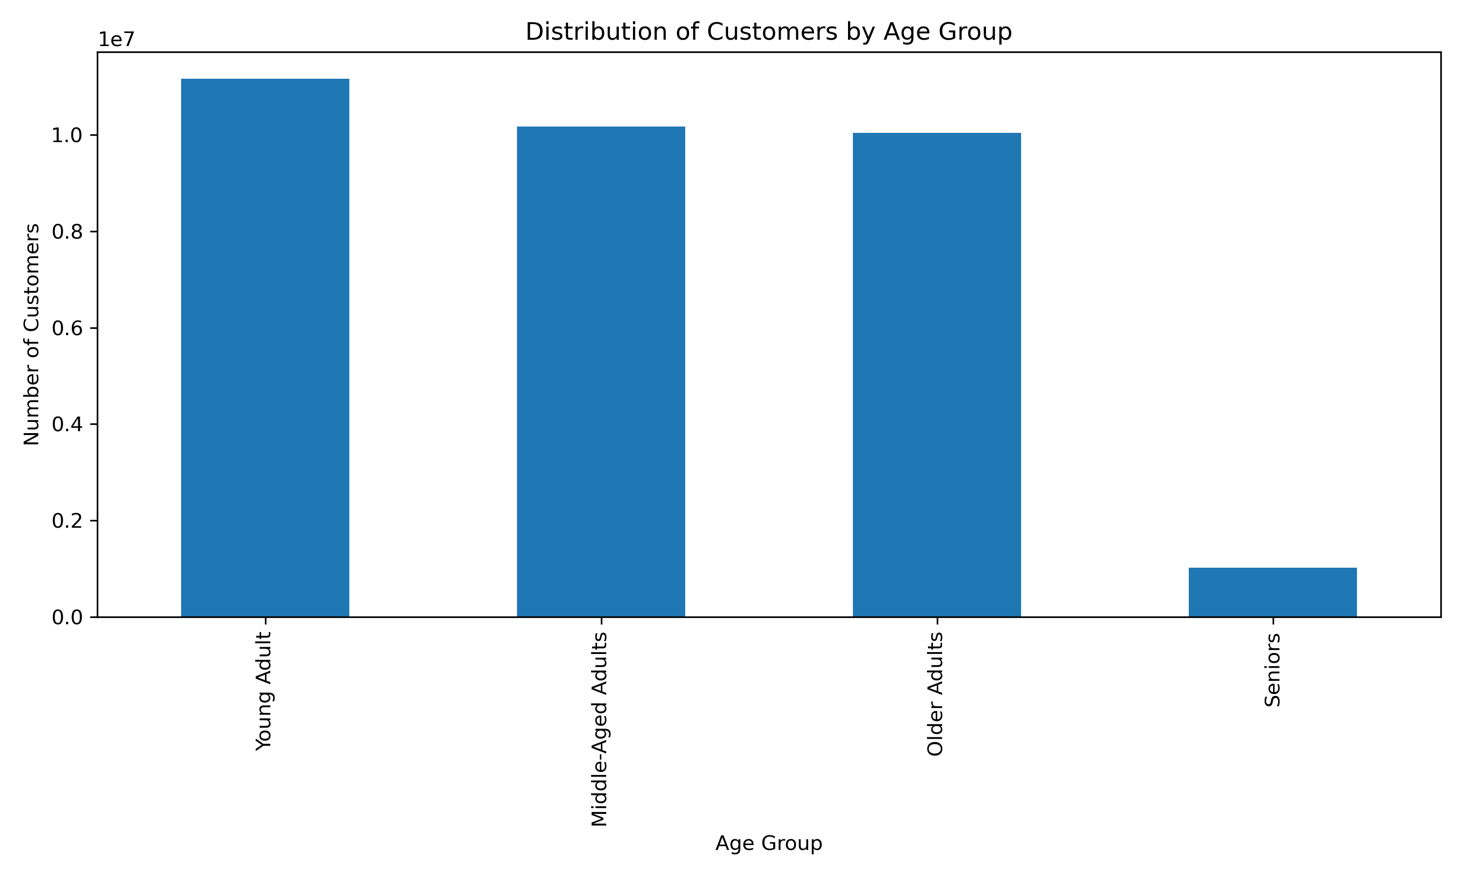 Distribution of Customers by Age Group
1e7
1.0
0.8
0.6
0.4
0.2
0.0
Number of Customers
Young Adult
Middle-Aged Adults
Older Adults
Seniors
Age Group